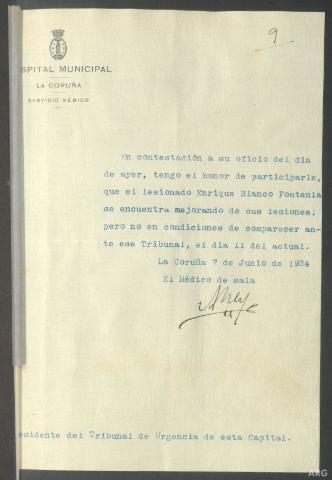 9
SPITAL MUNICIPAL
LA CORUÑA
SERVICIO MÉDICO
En contestación a su oficio del dia
de ayer, tengo el honor de participarle,
que el lesionado Enrique Blanco Fontenla
se encuentra mejorando de sus lesiones;
pero no en condiciones de comparecer an-
te ese Tribunal, el dia 11 del actual.
La Coruña 7 de Junio de 1934
El Médico de sala
esidente del Tribunal de Urgencia de esta Capital.
ARG